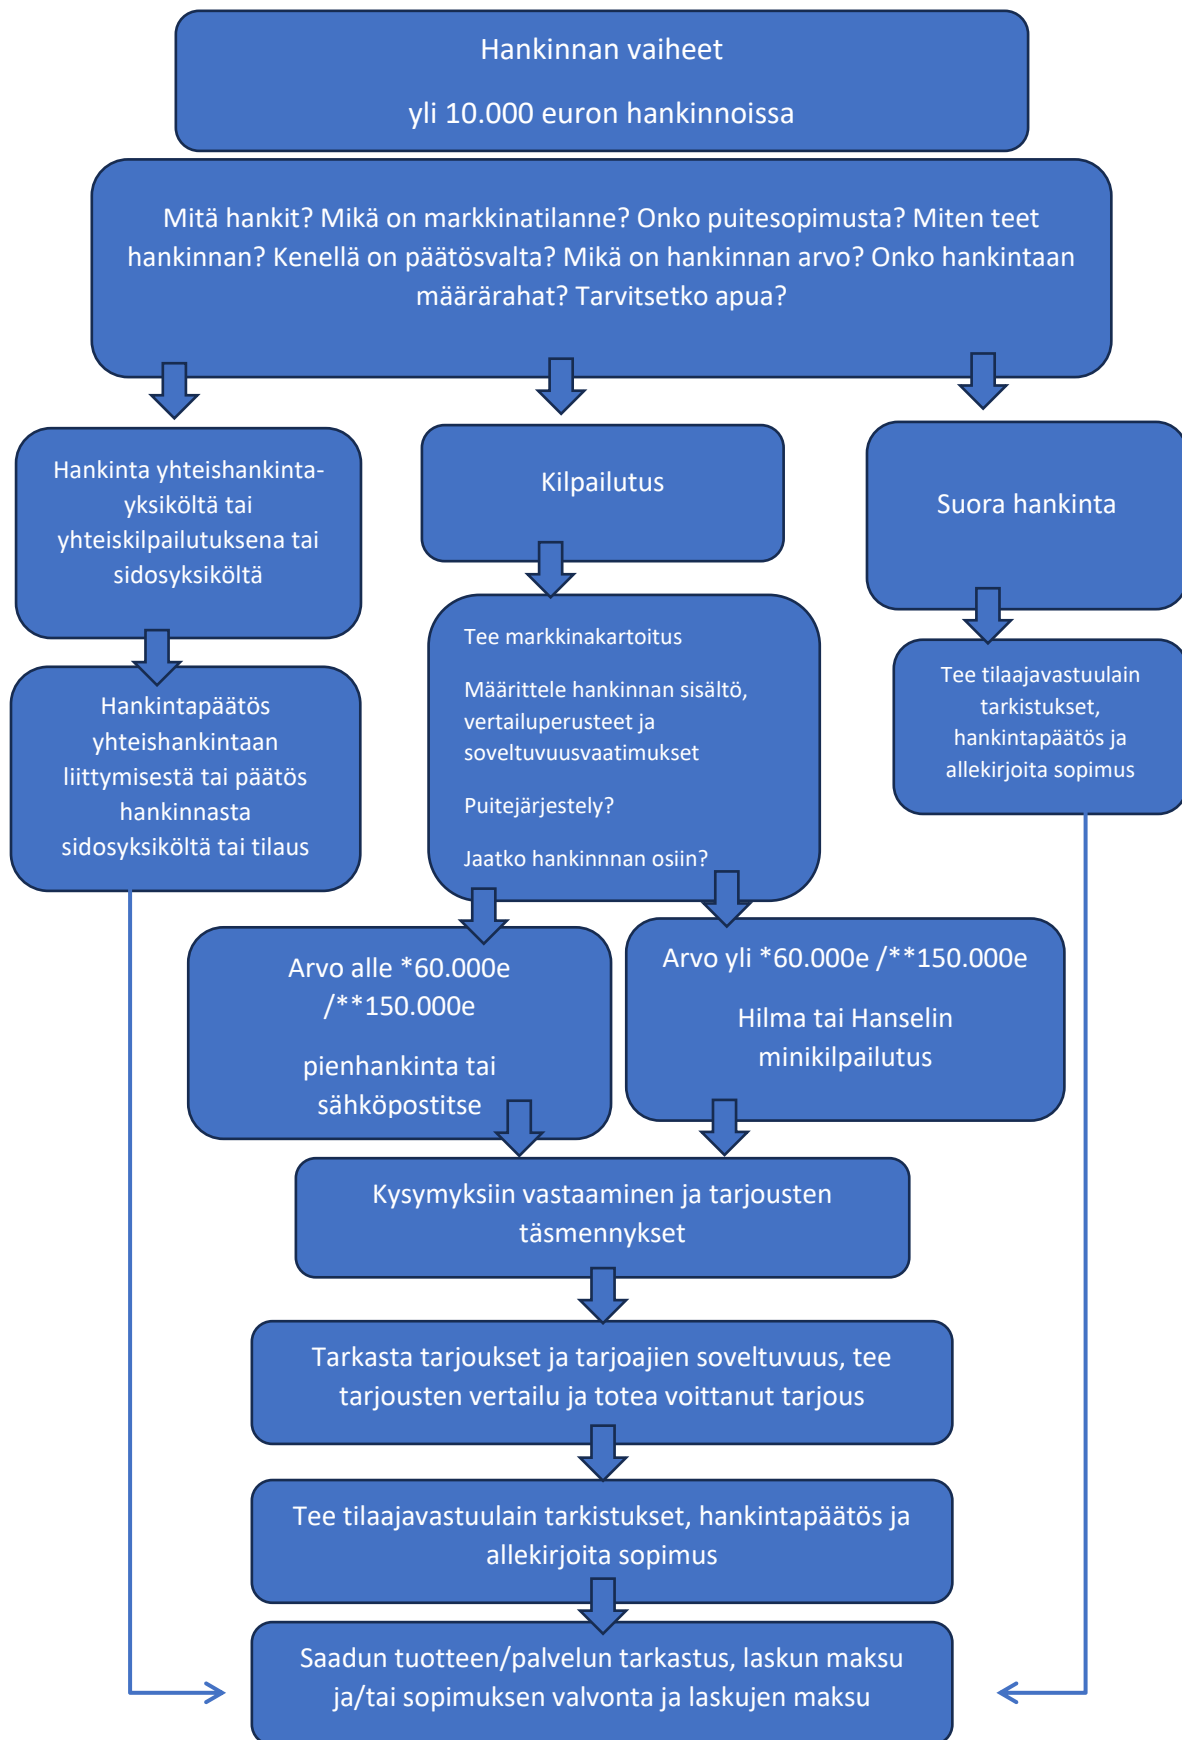 Hankinnan vaiheet
yli 10.000 euron hankinnoissa
Mitä hankit? Mikä on markkinatilanne? Onko puitesopimusta? Miten teet
hankinnan? Kenellä on päätösvalta? Mikä on hankinnan arvo? Onko hankintaan
määrärahat? Tarvitsetko apua?
Hankinta yhteishankinta-
yksiköltä tai
yhteiskilpailutuksena tai
sidosyksiköltä
Kilpailutus
Suora hankinta
Hankintapäätös
yhteishankintaan
liittymisestä tai päätös
hankinnasta
sidosyksiköltä tai tilaus
Tee markkinakartoitus
Määrittele hankinnan sisältö,
vertailuperusteet ja
soveltuvuusvaatimukset
Puitejärjestely?
Jaatko hankinnnan osiin?
Tee tilaajavastuulain
tarkistukset,
hankintapäätös ja
allekirjoita sopimus
Arvo alle *60.000e
/**150.000e
pienhankinta tai
sähköpostitse
Arvo yli *60.000e /**150.000e
Hilma tai Hanselin
minikilpailutus
Kysymyksiin vastaaminen ja tarjousten
täsmennykset
Tarkasta tarjoukset ja tarjoajien soveltuvuus, tee
tarjousten vertailu ja totea voittanut tarjous
Tee tilaajavastuulain tarkistukset, hankintapäätös ja
allekirjoita sopimus
Saadun tuotteen/palvelun tarkastus, laskun maksu
ja/tai sopimuksen valvonta ja laskujen maksu